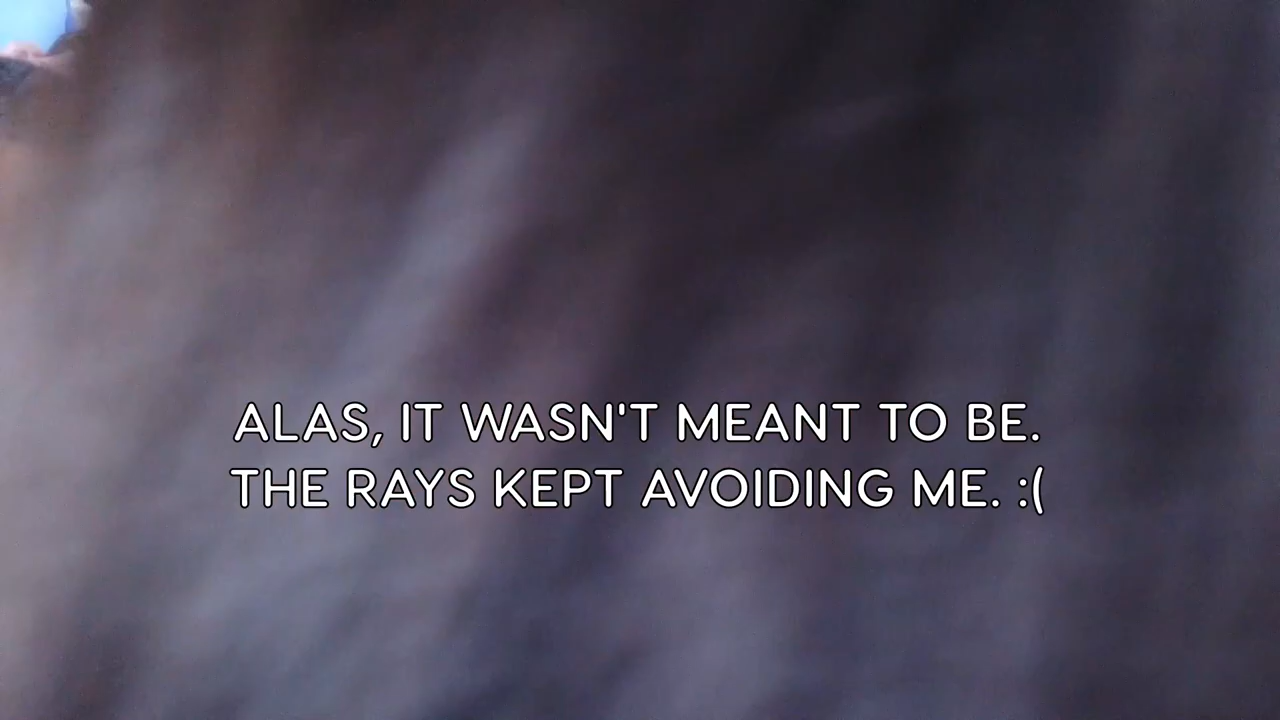 ALAS, IT WASN'T MEANT TO BE.
THE RAYS KEPT AVOIDING ME. :(